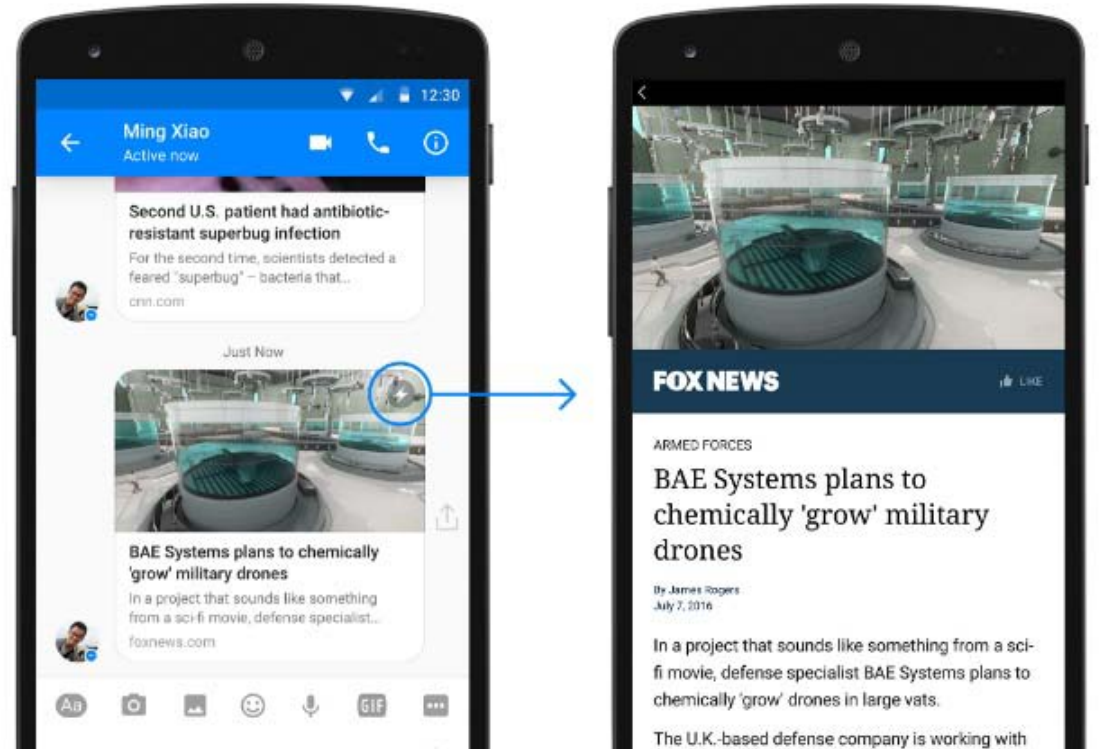 12:30
Ming Xiao
Active now
Second U.S. patient had antibiotic-
resistant superbug infection
For the second time, scientists detected a
feared "superbug" – bacteria that...
cnn.com
Just Now
BAE Systems plans to chemically
'grow' military drones
In a project that sounds like something
from a sci-fi movie, defense specialist...
foxnews.com
Aa
GIF
FOX NEWS
LIKE
ARMED FORCES
BAE Systems plans to
chemically 'grow' military
drones
By James Rogers
July 7, 2016
In a project that sounds like something from a sci-
fi movie, defense specialist BAE Systems plans to
chemically 'grow' drones in large vats.
The U.K.-based defense company is working with